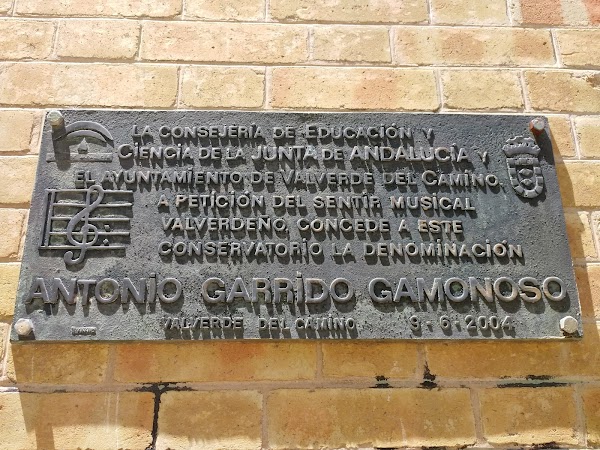 LA CONSEJERÍA DE EDUCACIÓN Y
CIENCIA DE LA JUNTA DE ANDALUCÍA Y
EL AYUNTAMIENTO DE VALVERDE DEL CAMINO,
A PETICIÓN DEL SENTIR MUSICAL
VALVERDEÑO, CONCEDE A ESTE
CONSERVATORIO LA DENOMINACIÓN
ANTONIO GARRIDO GAMONOSO
VALVERDE DEL CAMINO 9-6-2004